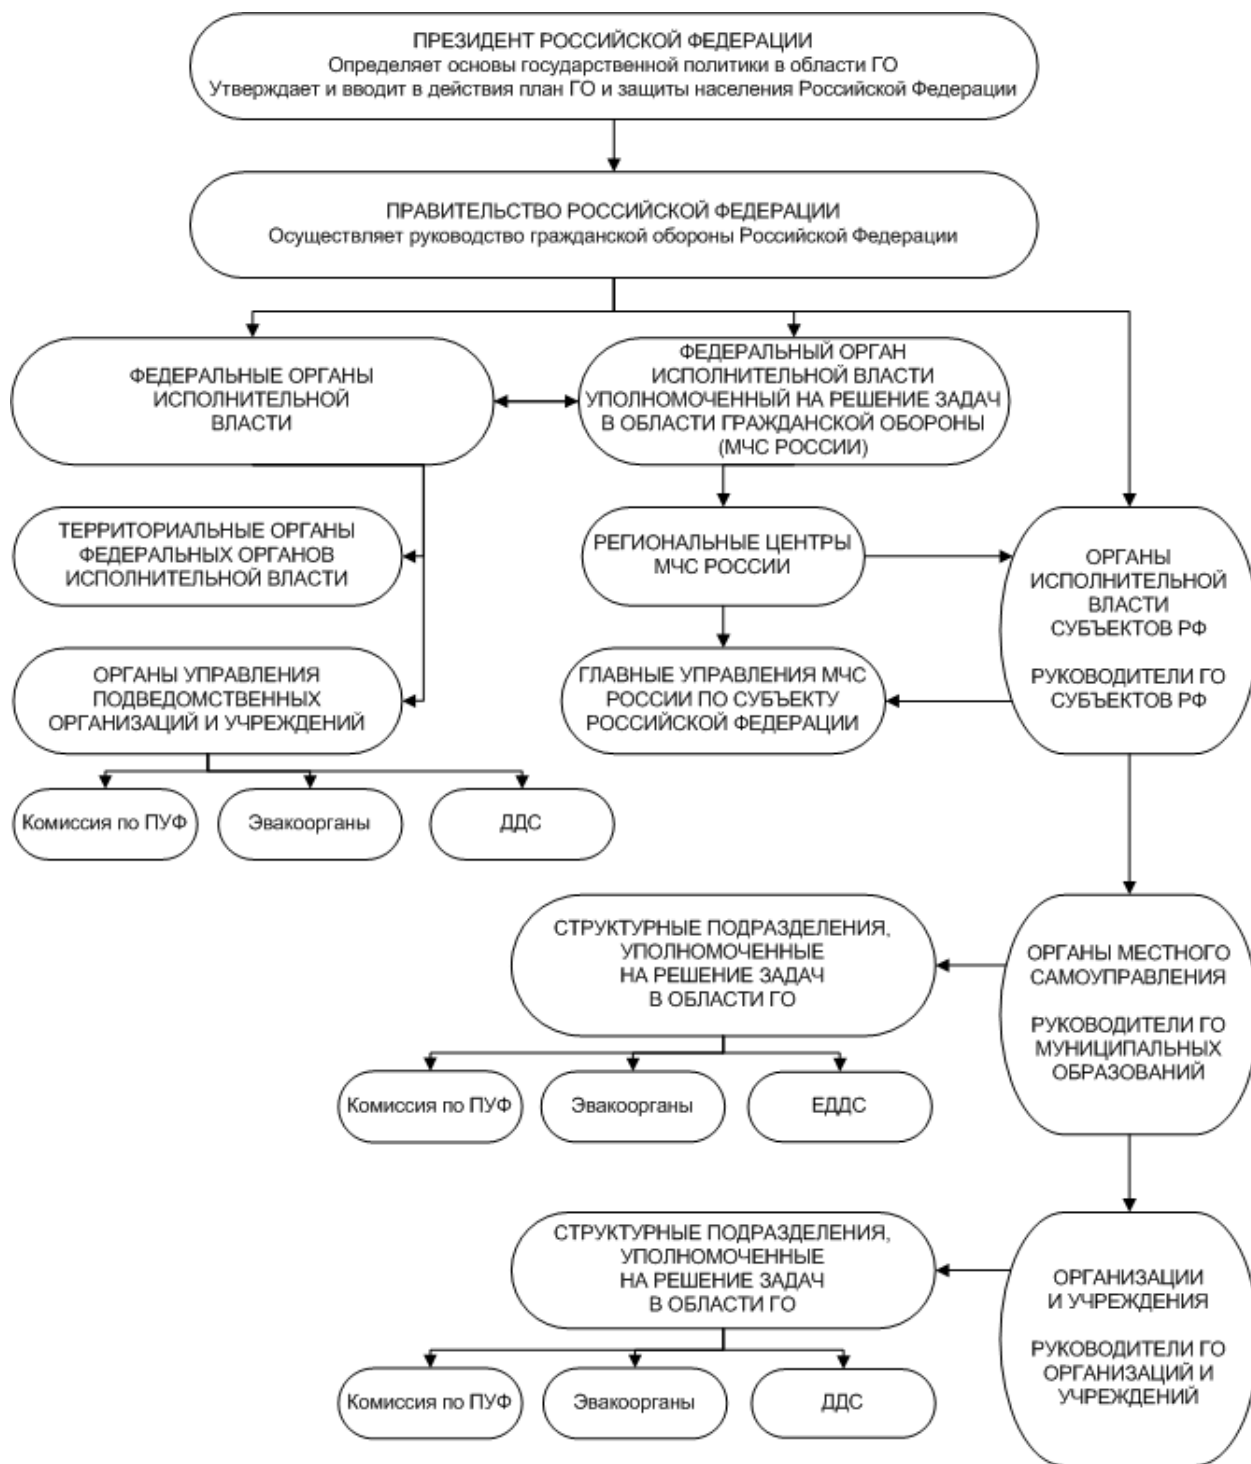 ПРЕЗИДЕНТ РОССИЙСКОЙ ФЕДЕРАЦИИ
Определяет основы государственной политики в области ГО
Утверждает и вводит в действия план ГО и защиты населения Российской Федерации
ПРАВИТЕЛЬСТВО РОССИЙСКОЙ ФЕДЕРАЦИИ
Осуществляет руководство гражданской обороны Российской Федерации
ФЕДЕРАЛЬНЫЕ ОРГАНЫ
ИСПОЛНИТЕЛЬНОЙ
ВЛАСТИ
ФЕДЕРАЛЬНЫЙ ОРГАН
ИСПОЛНИТЕЛЬНОЙ ВЛАСТИ
УПОЛНОМОЧЕННЫЙ НА РЕШЕНИЕ ЗАДАЧ
В ОБЛАСТИ ГРАЖДАНСКОЙ ОБОРОНЫ
(МЧС РОССИИ)
ТЕРРИТОРИАЛЬНЫЕ ОРГАНЫ
ФЕДЕРАЛЬНЫХ ОРГАНОВ
ИСПОЛНИТЕЛЬНОЙ ВЛАСТИ
РЕГИОНАЛЬНЫЕ ЦЕНТРЫ
МЧС РОССИИ
ОРГАНЫ
ИСПОЛНИТЕЛЬНОЙ
ВЛАСТИ
СУБЪЕКТОВ РФ
РУКОВОДИТЕЛИ ГО
СУБЪЕКТОВ РФ
ОРГАНЫ УПРАВЛЕНИЯ
ПОДВЕДОМСТВЕННЫХ
ОРГАНИЗАЦИЙ И УЧРЕЖДЕНИЙ
ГЛАВНЫЕ УПРАВЛЕНИЯ МЧС
РОССИИ ПО СУБЪЕКТУ
РОССИЙСКОЙ ФЕДЕРАЦИИ
Комиссия по ПУФ
Эвакоорганы
ДДС
СТРУКТУРНЫЕ ПОДРАЗДЕЛЕНИЯ,
УПОЛНОМОЧЕННЫЕ
НА РЕШЕНИЕ ЗАДАЧ
В ОБЛАСТИ ГО
ОРГАНЫ МЕСТНОГО
САМОУПРАВЛЕНИЯ
РУКОВОДИТЕЛИ ГО
МУНИЦИПАЛЬНЫХ
ОБРАЗОВАНИЙ
Комиссия по ПУФ
Эвакоорганы
ЕДДС
СТРУКТУРНЫЕ ПОДРАЗДЕЛЕНИЯ,
УПОЛНОМОЧЕННЫЕ
НА РЕШЕНИЕ ЗАДАЧ
В ОБЛАСТИ ГО
ОРГАНИЗАЦИИ
И УЧРЕЖДЕНИЯ
РУКОВОДИТЕЛИ ГО
ОРГАНИЗАЦИЙ И
УЧРЕЖДЕНИЙ
Комиссия по ПУФ
Эвакоорганы
ДДС